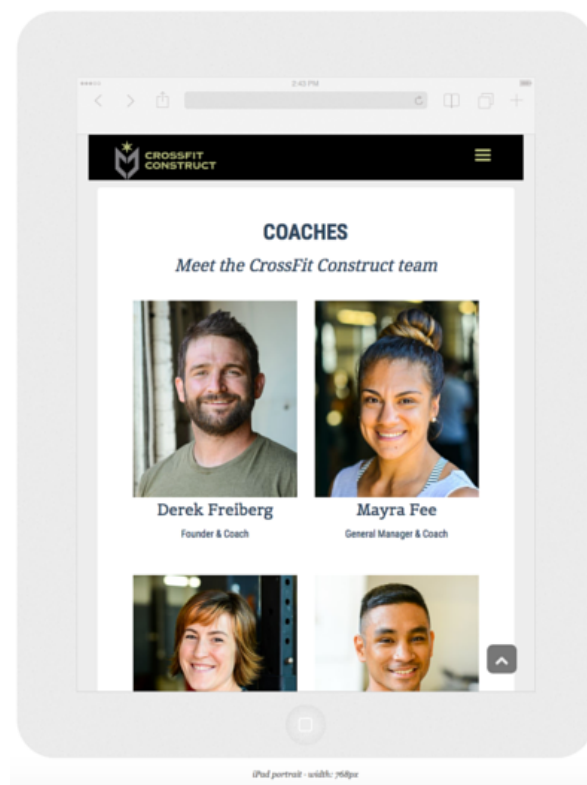 2:43 PM
CROSSFIT
CONSTRUCT
COACHES
Meet the CrossFit Construct team
Derek Freiberg
Mayra Fee
Founder & Coach
General Manager & Coach
iPad portrait · width: 768px